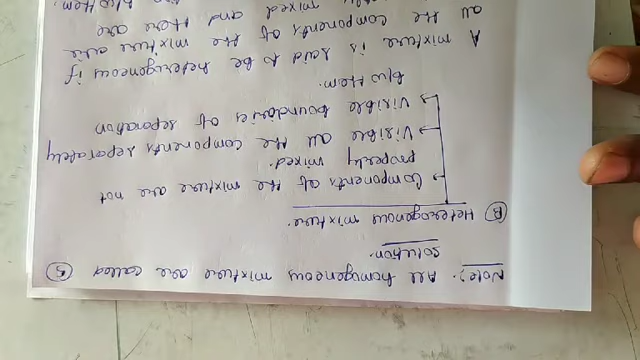 Note: All homogeneous mixture are called (5)
solution.
(B) Heterogenous mixture.
Components of the mixture are not
properly mixed.
Visible all the components separately
Visible boundaries of separation
b/w them.
A mixture is said to be heterogeneous if
all the components of the mixture are
mixed and there are
b/w them.